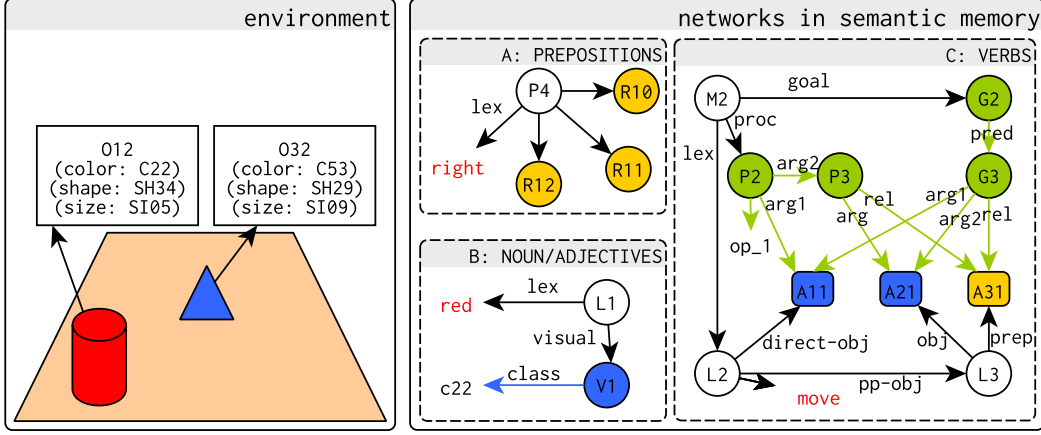 environment
O12
(color: C22)
(shape: SH34)
(size: SI05)
O32
(color: C53)
(shape: SH29)
(size: SI09)
networks in semantic memory
A: PREPOSITIONS
P4
R10
lex
right
R12
R11
B: NOUN/ADJECTIVES
red
lex
L1
visual
c22
class
V1
C: VERBS
M2
goal
G2
proc
pred
lex
P2
arg2
P3
G3
arg1
arg
rel
arg1
arg2
rel
op_1
A11
A21
A31
direct-obj
obj
prep
L2
pp-obj
L3
move